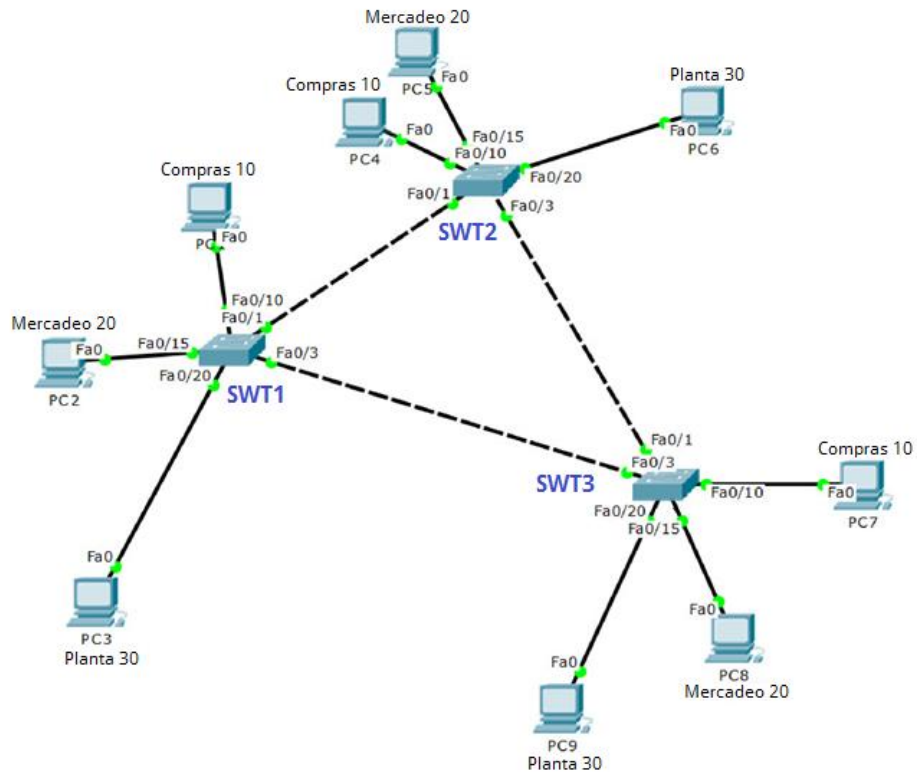 Mercadeo 20
Fa0
PC5
Compras 10
Fa0
PC4
Fa0/15
Fa0/10
Fa0/1
Fa0/20
Fa0/3
SWT2
Planta 30
Fa0
PC6
Compras 10
Fa0
Fa0/10
Fa0/1
Mercadeo 20
Fa0
Fa0/15
PC2
Fa0/20
Fa0/3
SWT1
Fa0
PC3
Planta 30
Fa0/1
Fa0/3
SWT3
Fa0/10
Fa0/20
Fa0/15
Compras 10
Fa0
PC7
Fa0
PC8
Mercadeo 20
Fa0
PC9
Planta 30